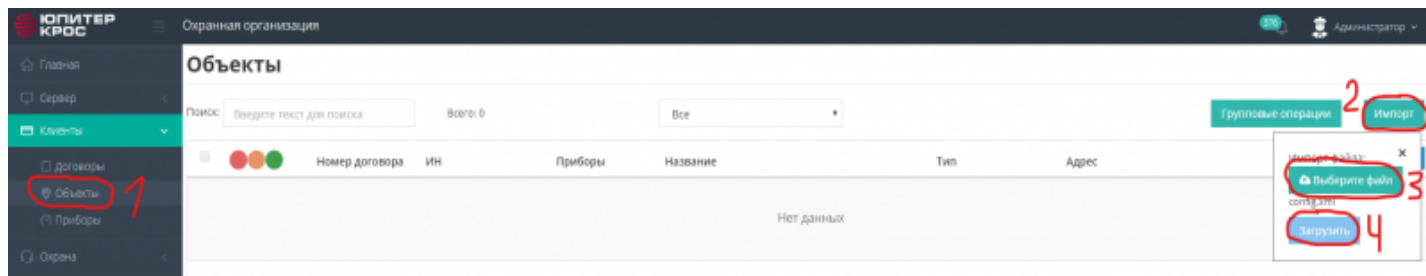 ЮПИТЕР
КРОС
Охранная организация
376
Администратор
Главная
Сервер
Клиенты
Договоры
Объекты
1
Приборы
Охрана
Объекты
Поиск:
Введите текст для поиска
Всего: 0
Все
Групповые операции
2
Импорт
Номер договора
ИН
Приборы
Название
Тип
Адрес
Нет данных
Импорт файла:
x
Выберите файл
3
config.xml
Загрузить
4